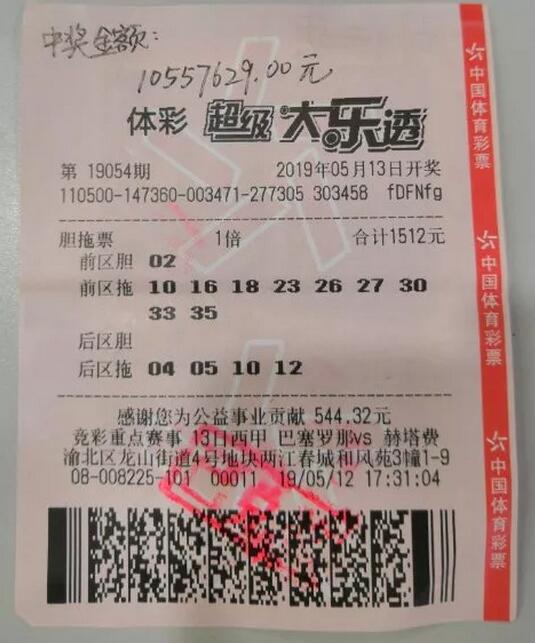 中奖金额：
10557629.00元
体彩 超级大乐透
第 19054期 2019年05月13日开奖
110500-147360-003471-277305 303458 fDFNfg
胆拖票 1倍 合计1512元
前区胆 02
前区拖 10 16 18 23 26 27 30
33 35
后区胆
后区拖 04 05 10 12
感谢您为公益事业贡献 544.32元
竞彩重点赛事 13日西甲 巴塞罗那vs 赫塔费
渝北区龙山街道4号地块两江春城和风苑3幢1-9
08-008225-101 00011 19/05/12 17:31:04
中国体育彩票
中国体育彩票
中国体育彩票